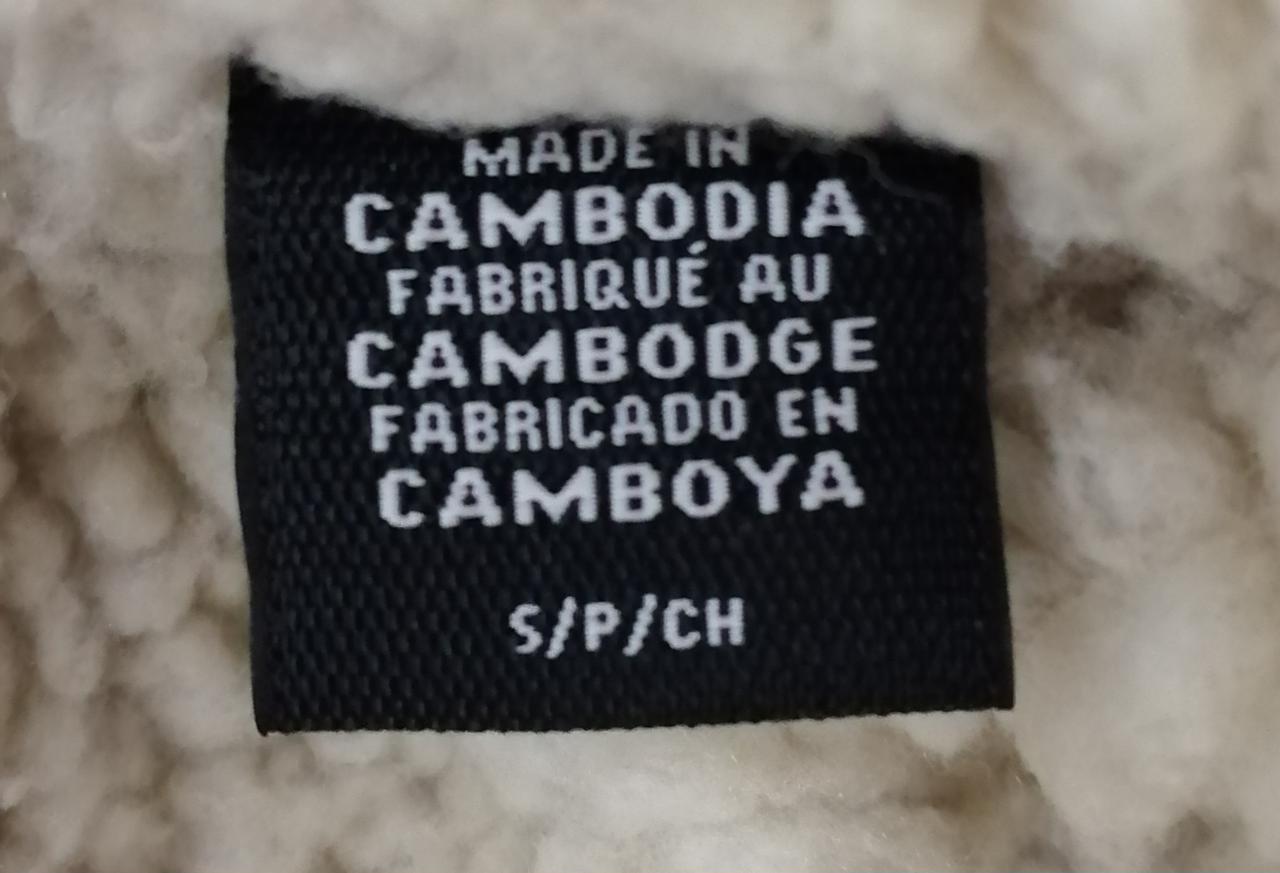 MADE IN
CAMBODIA
FABRIQUÉ AU
CAMBODGE
FABRICADO EN
CAMBOYA
S/P/CH